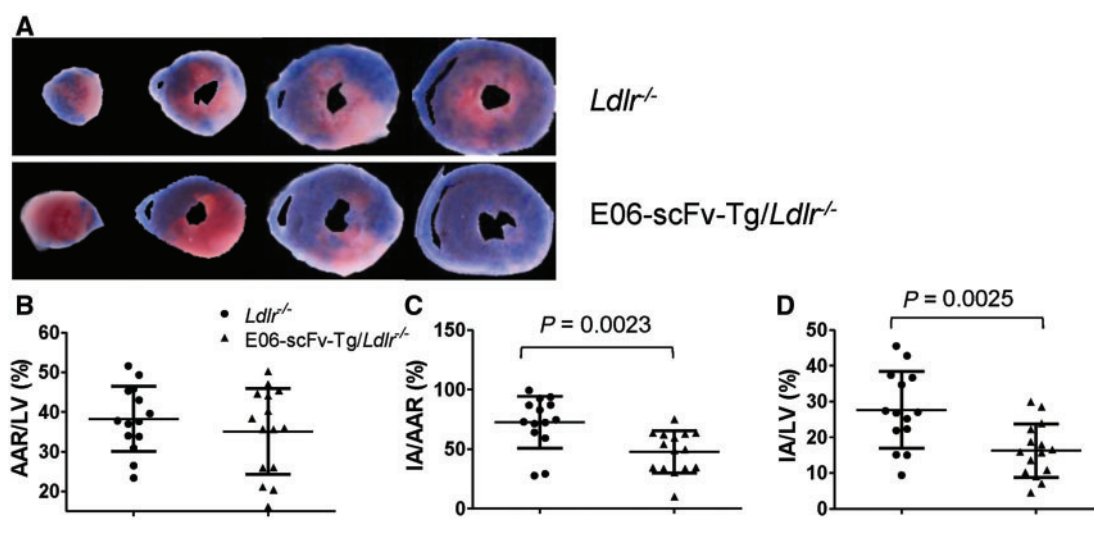 A
Ldlr-/-
E06-scFv-Tg/Ldlr-/-
B
Ldlr-/-
E06-scFv-Tg/Ldlr-/-
AAR/LV (%)
60
50
40
30
20
C
P = 0.0023
IA/AAR (%)
150
100
50
0
D
P = 0.0025
IA/LV (%)
50
40
30
20
10
0